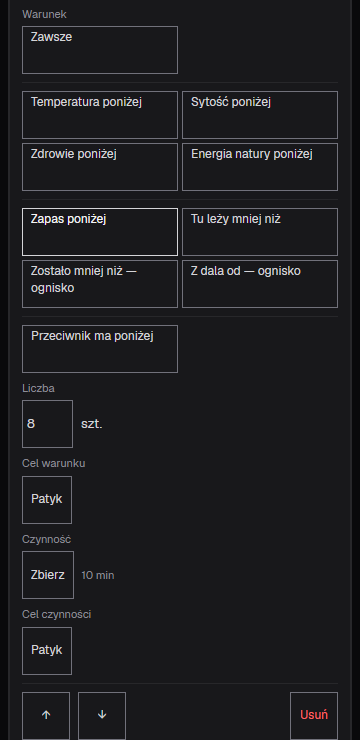 Warunek
Zawsze
Temperatura poniżej
Sytość poniżej
Zdrowie poniżej
Energia natury poniżej
Zapas poniżej
Tu leży mniej niż
Zostało mniej niż —
ognisko
Z dala od — ognisko
Przeciwnik ma poniżej
Liczba
8 szt.
Cel warunku
Patyk
Czynność
Zbierz 10 min
Cel czynności
Patyk
↑ ↓ Usuń